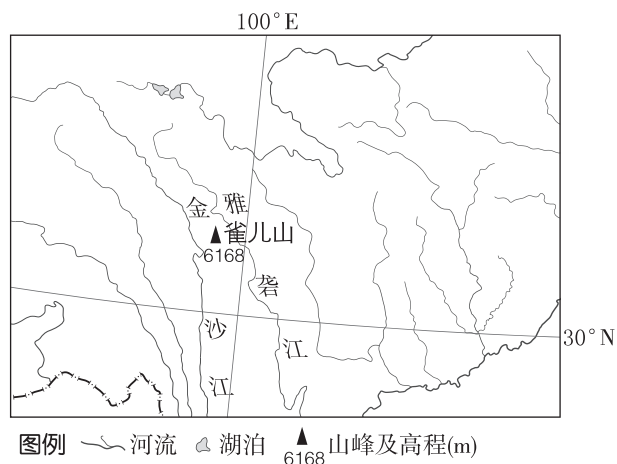 100°E
金 雅
雀儿山
6168
砻
沙 江
江
30°N
图例 河流 湖泊 山峰及高程(m)
6168